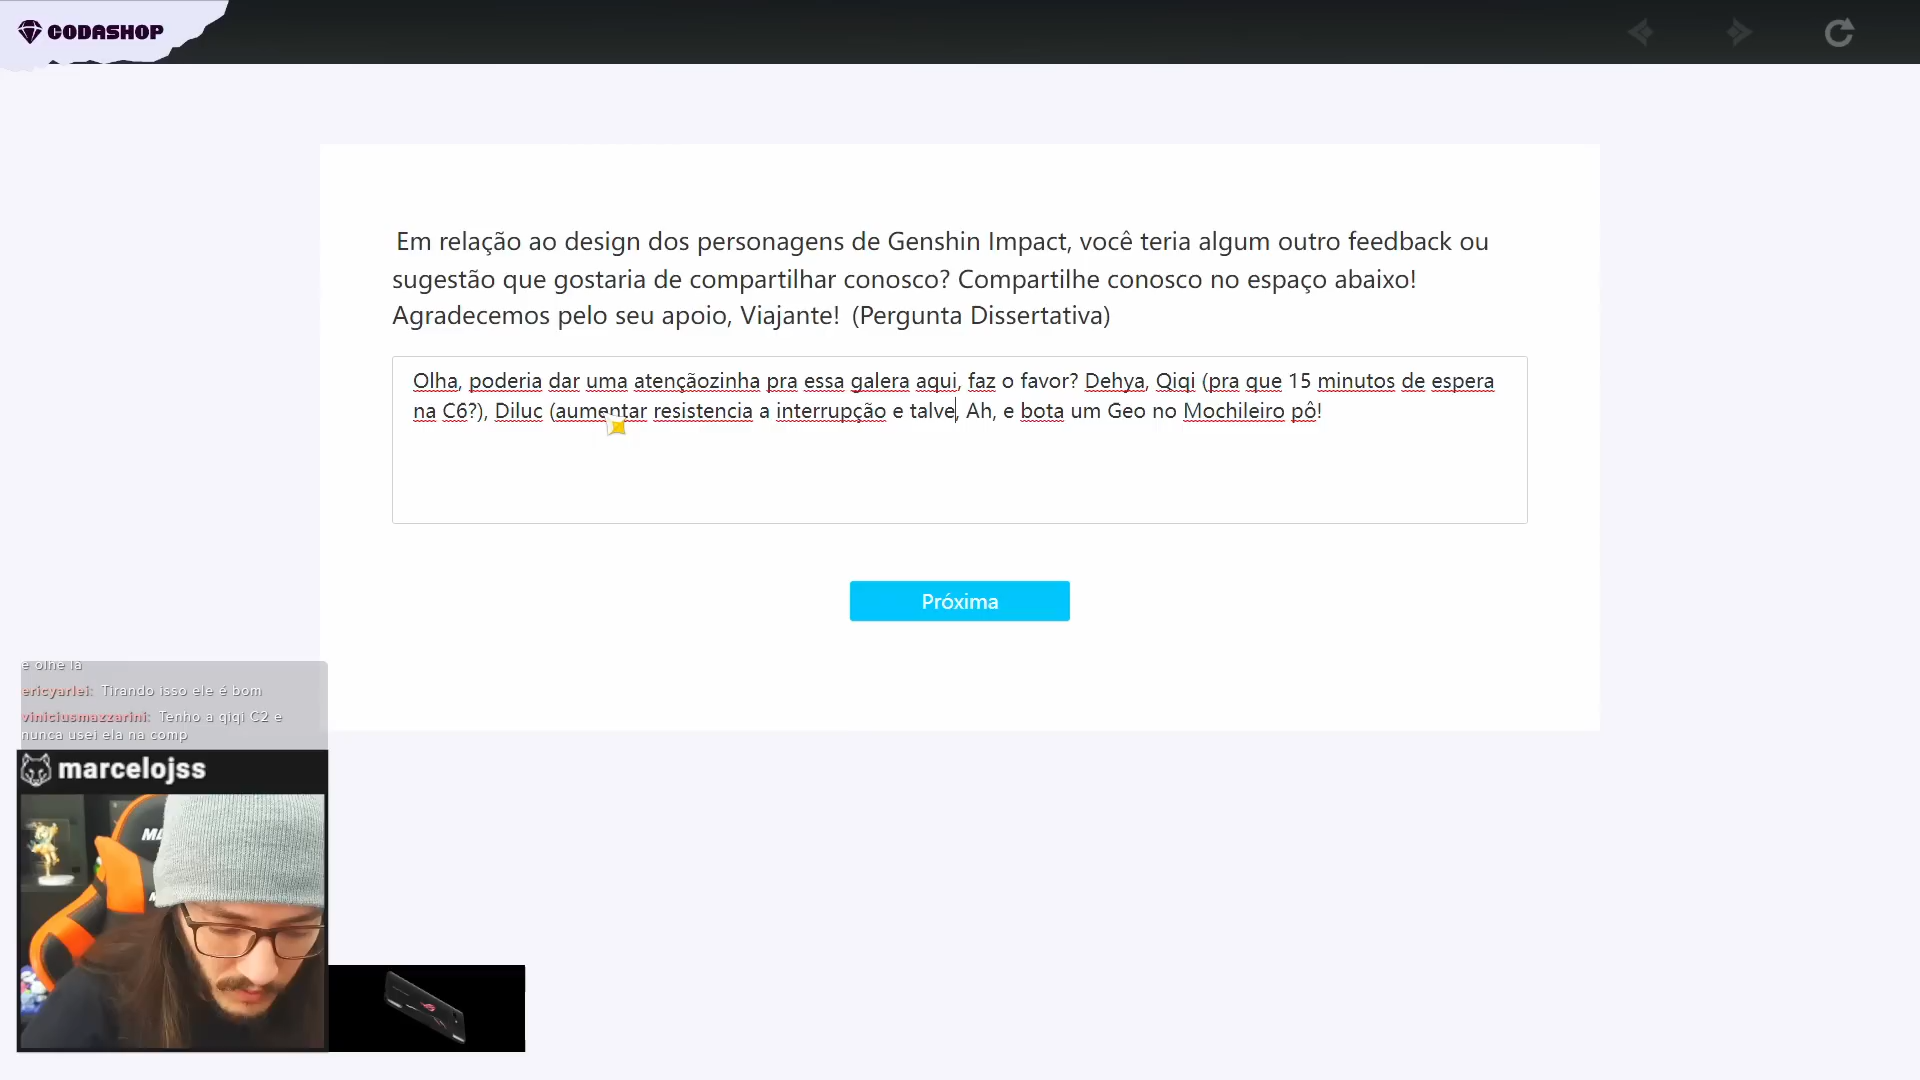 CODASHOP
Em relação ao design dos personagens de Genshin Impact, você teria algum outro feedback ou
sugestão que gostaria de compartilhar conosco? Compartilhe conosco no espaço abaixo!
Agradecemos pelo seu apoio, Viajante! (Pergunta Dissertativa)
Olha, poderia dar uma atençãozinha pra essa galera aqui, faz o favor? Dehya, Qiqi (pra que 15 minutos de espera
na C6?), Diluc (aumentar resistencia a interrupção e talve, Ah, e bota um Geo no Mochileiro pô!
Próxima
e olhe lá
ericyarlei: Tirando isso ele é bom
viniciusmazzarini: Tenho a qiqi C2 e
nunca usei ela na comp
marcelojss